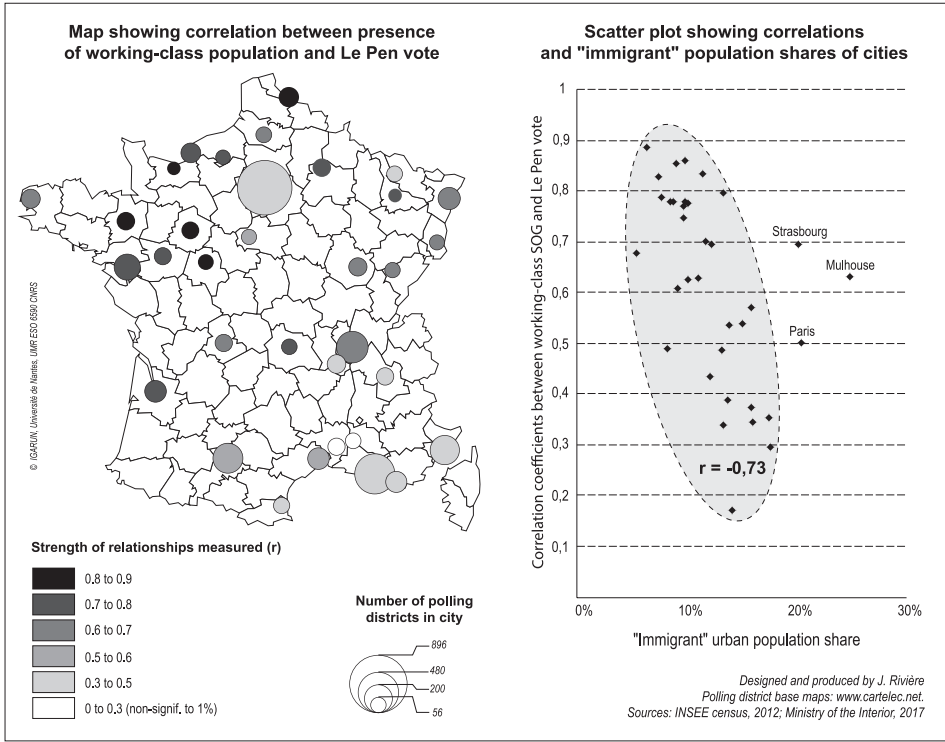 Map showing correlation between presence
of working-class population and Le Pen vote
© IGARUN, Université de Nantes, UMR ESO 6590 CNRS
Strength of relationships measured (r)
0.8 to 0.9
0.7 to 0.8
0.6 to 0.7
0.5 to 0.6
0.3 to 0.5
0 to 0.3 (non-signif. to 1%)
Number of polling
districts in city
896
480
200
56
Scatter plot showing correlations
and "immigrant" population shares of cities
Correlation coefficients between working-class SOG and Le Pen vote
1
0,9
0,8
0,7
0,6
0,5
0,4
0,3
0,2
0,1
Strasbourg
Mulhouse
Paris
r = -0,73
0%
10%
20%
30%
"Immigrant" urban population share
Designed and produced by J. Rivière
Polling district base maps: www.cartelec.net.
Sources: INSEE census, 2012; Ministry of the Interior, 2017